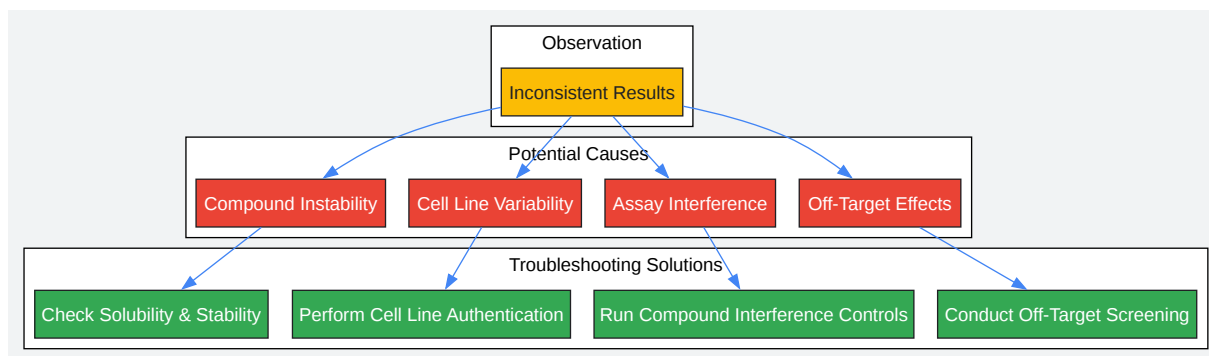 Observation
Inconsistent Results
Potential Causes
Compound Instability
Cell Line Variability
Assay Interference
Off-Target Effects
Troubleshooting Solutions
Check Solubility & Stability
Perform Cell Line Authentication
Run Compound Interference Controls
Conduct Off-Target Screening